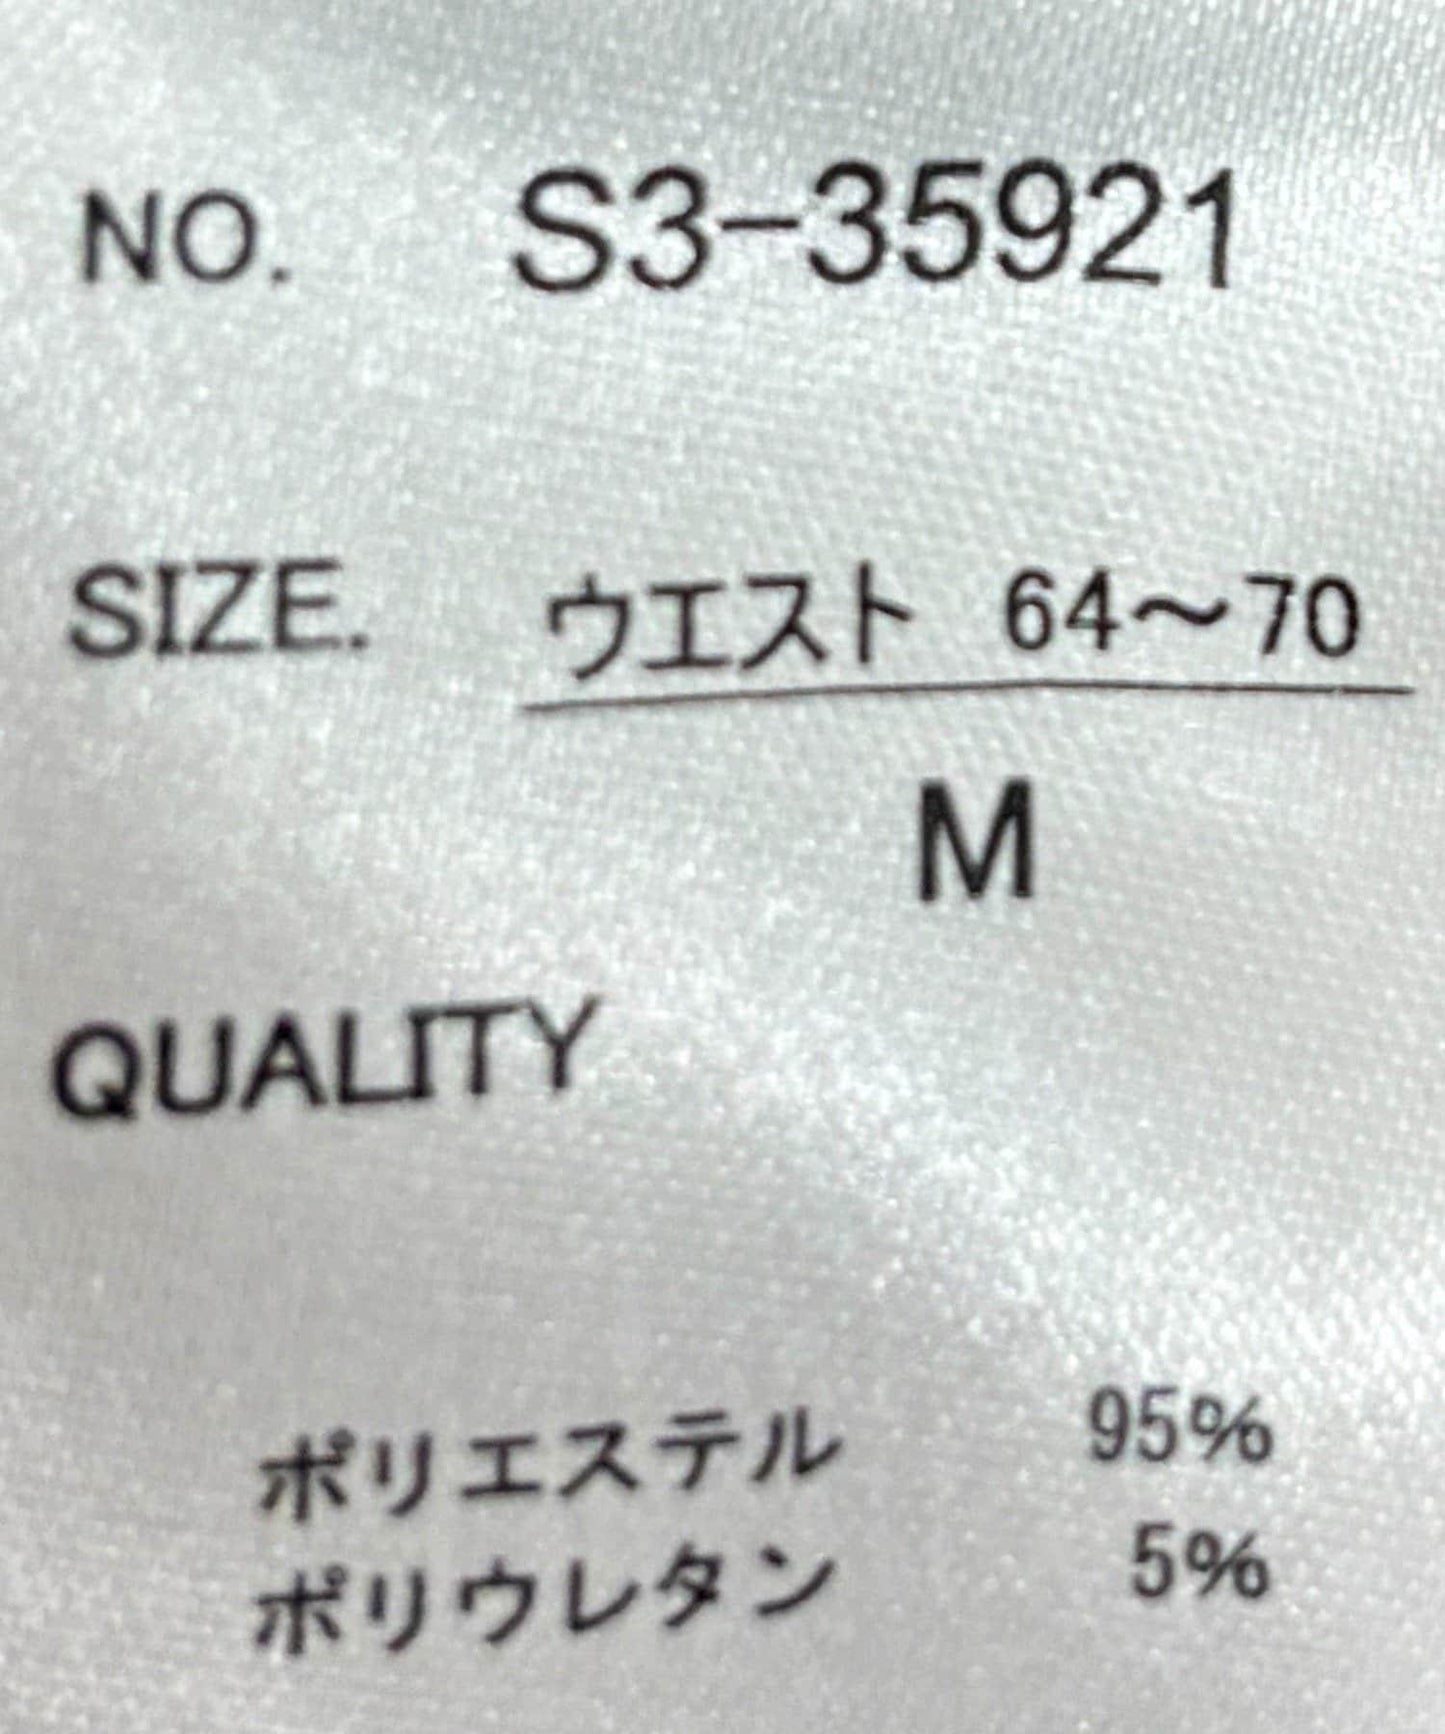 NO. S3-35921
SIZE. ウエスト 64～70
M
QUALITY
ポリエステル 95%
ポリウレタン 5%